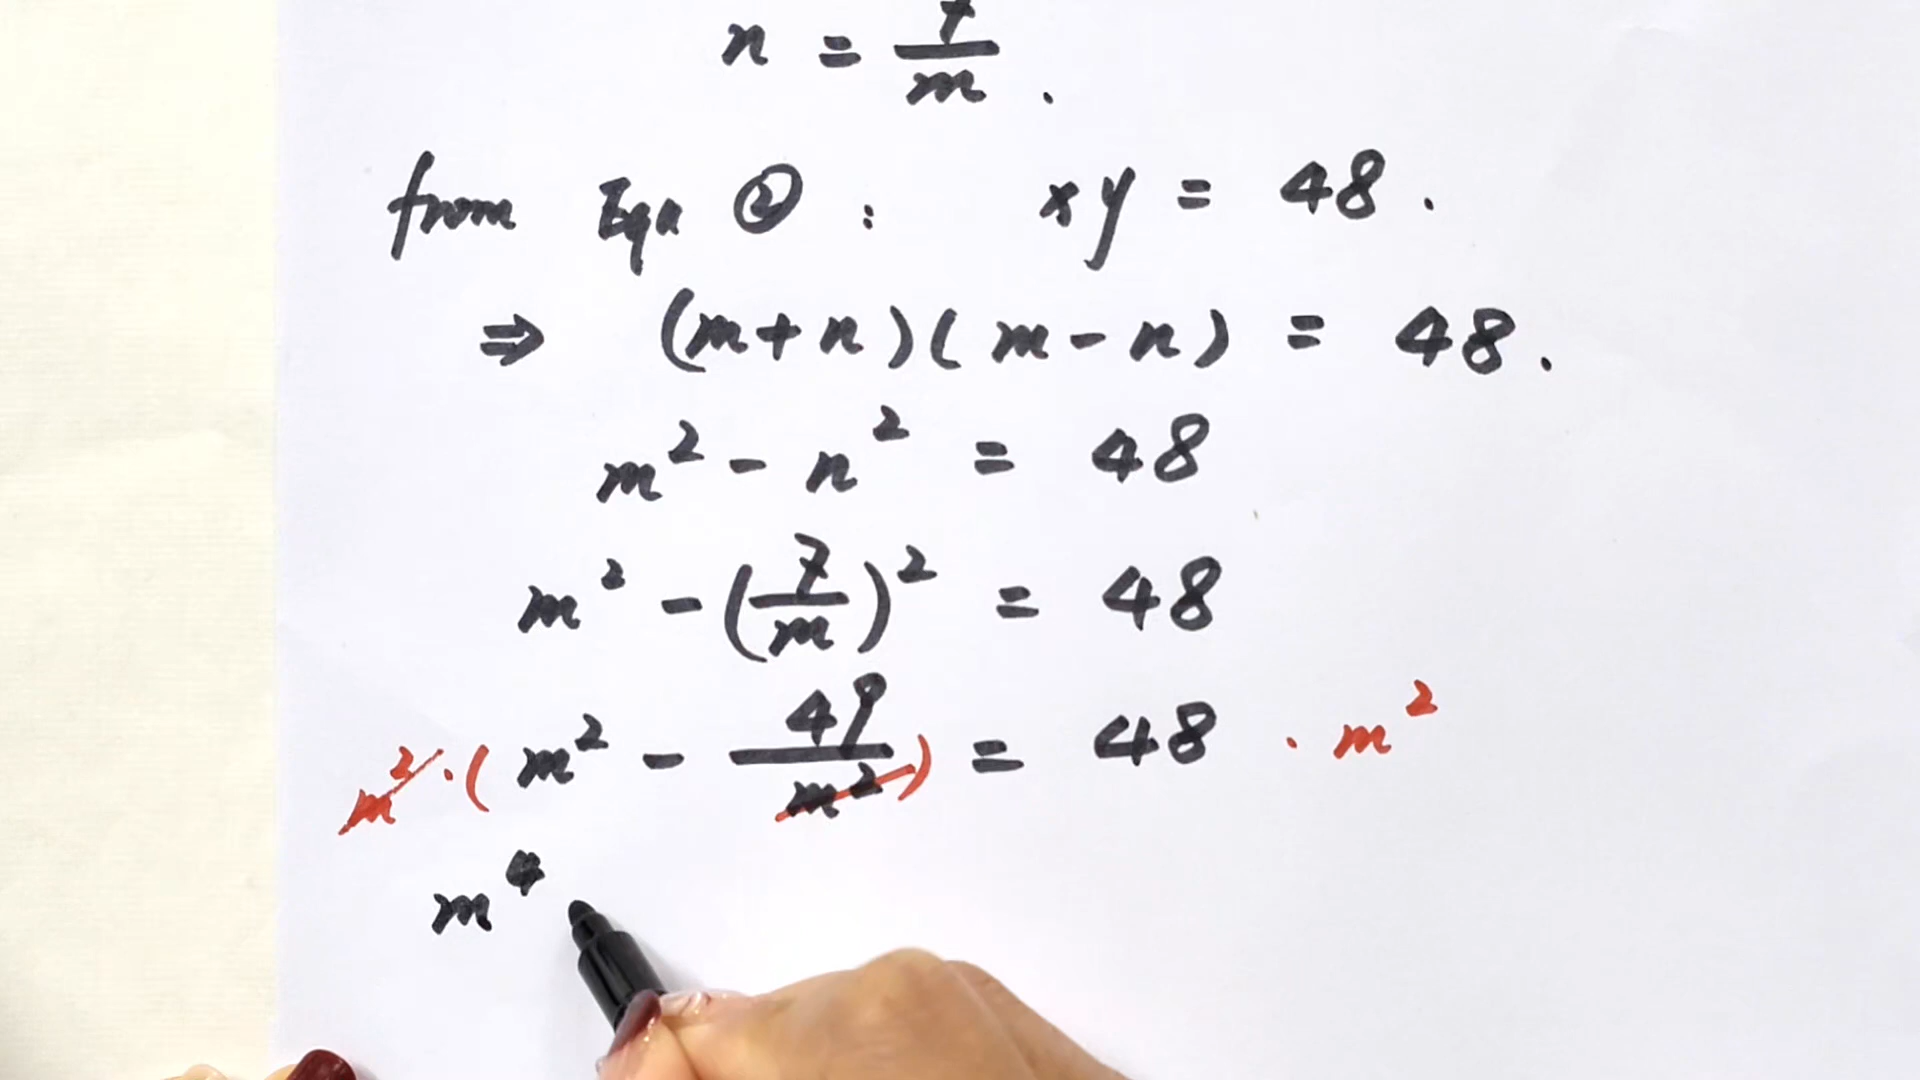 n = 7/m .
from Eqn ② : xy = 48 .
⇒ (m+n)(m-n) = 48 .
m² - n² = 48
m² - (7/m)² = 48
m² · ( m² - 49/m² ) = 48 · m²
m⁴